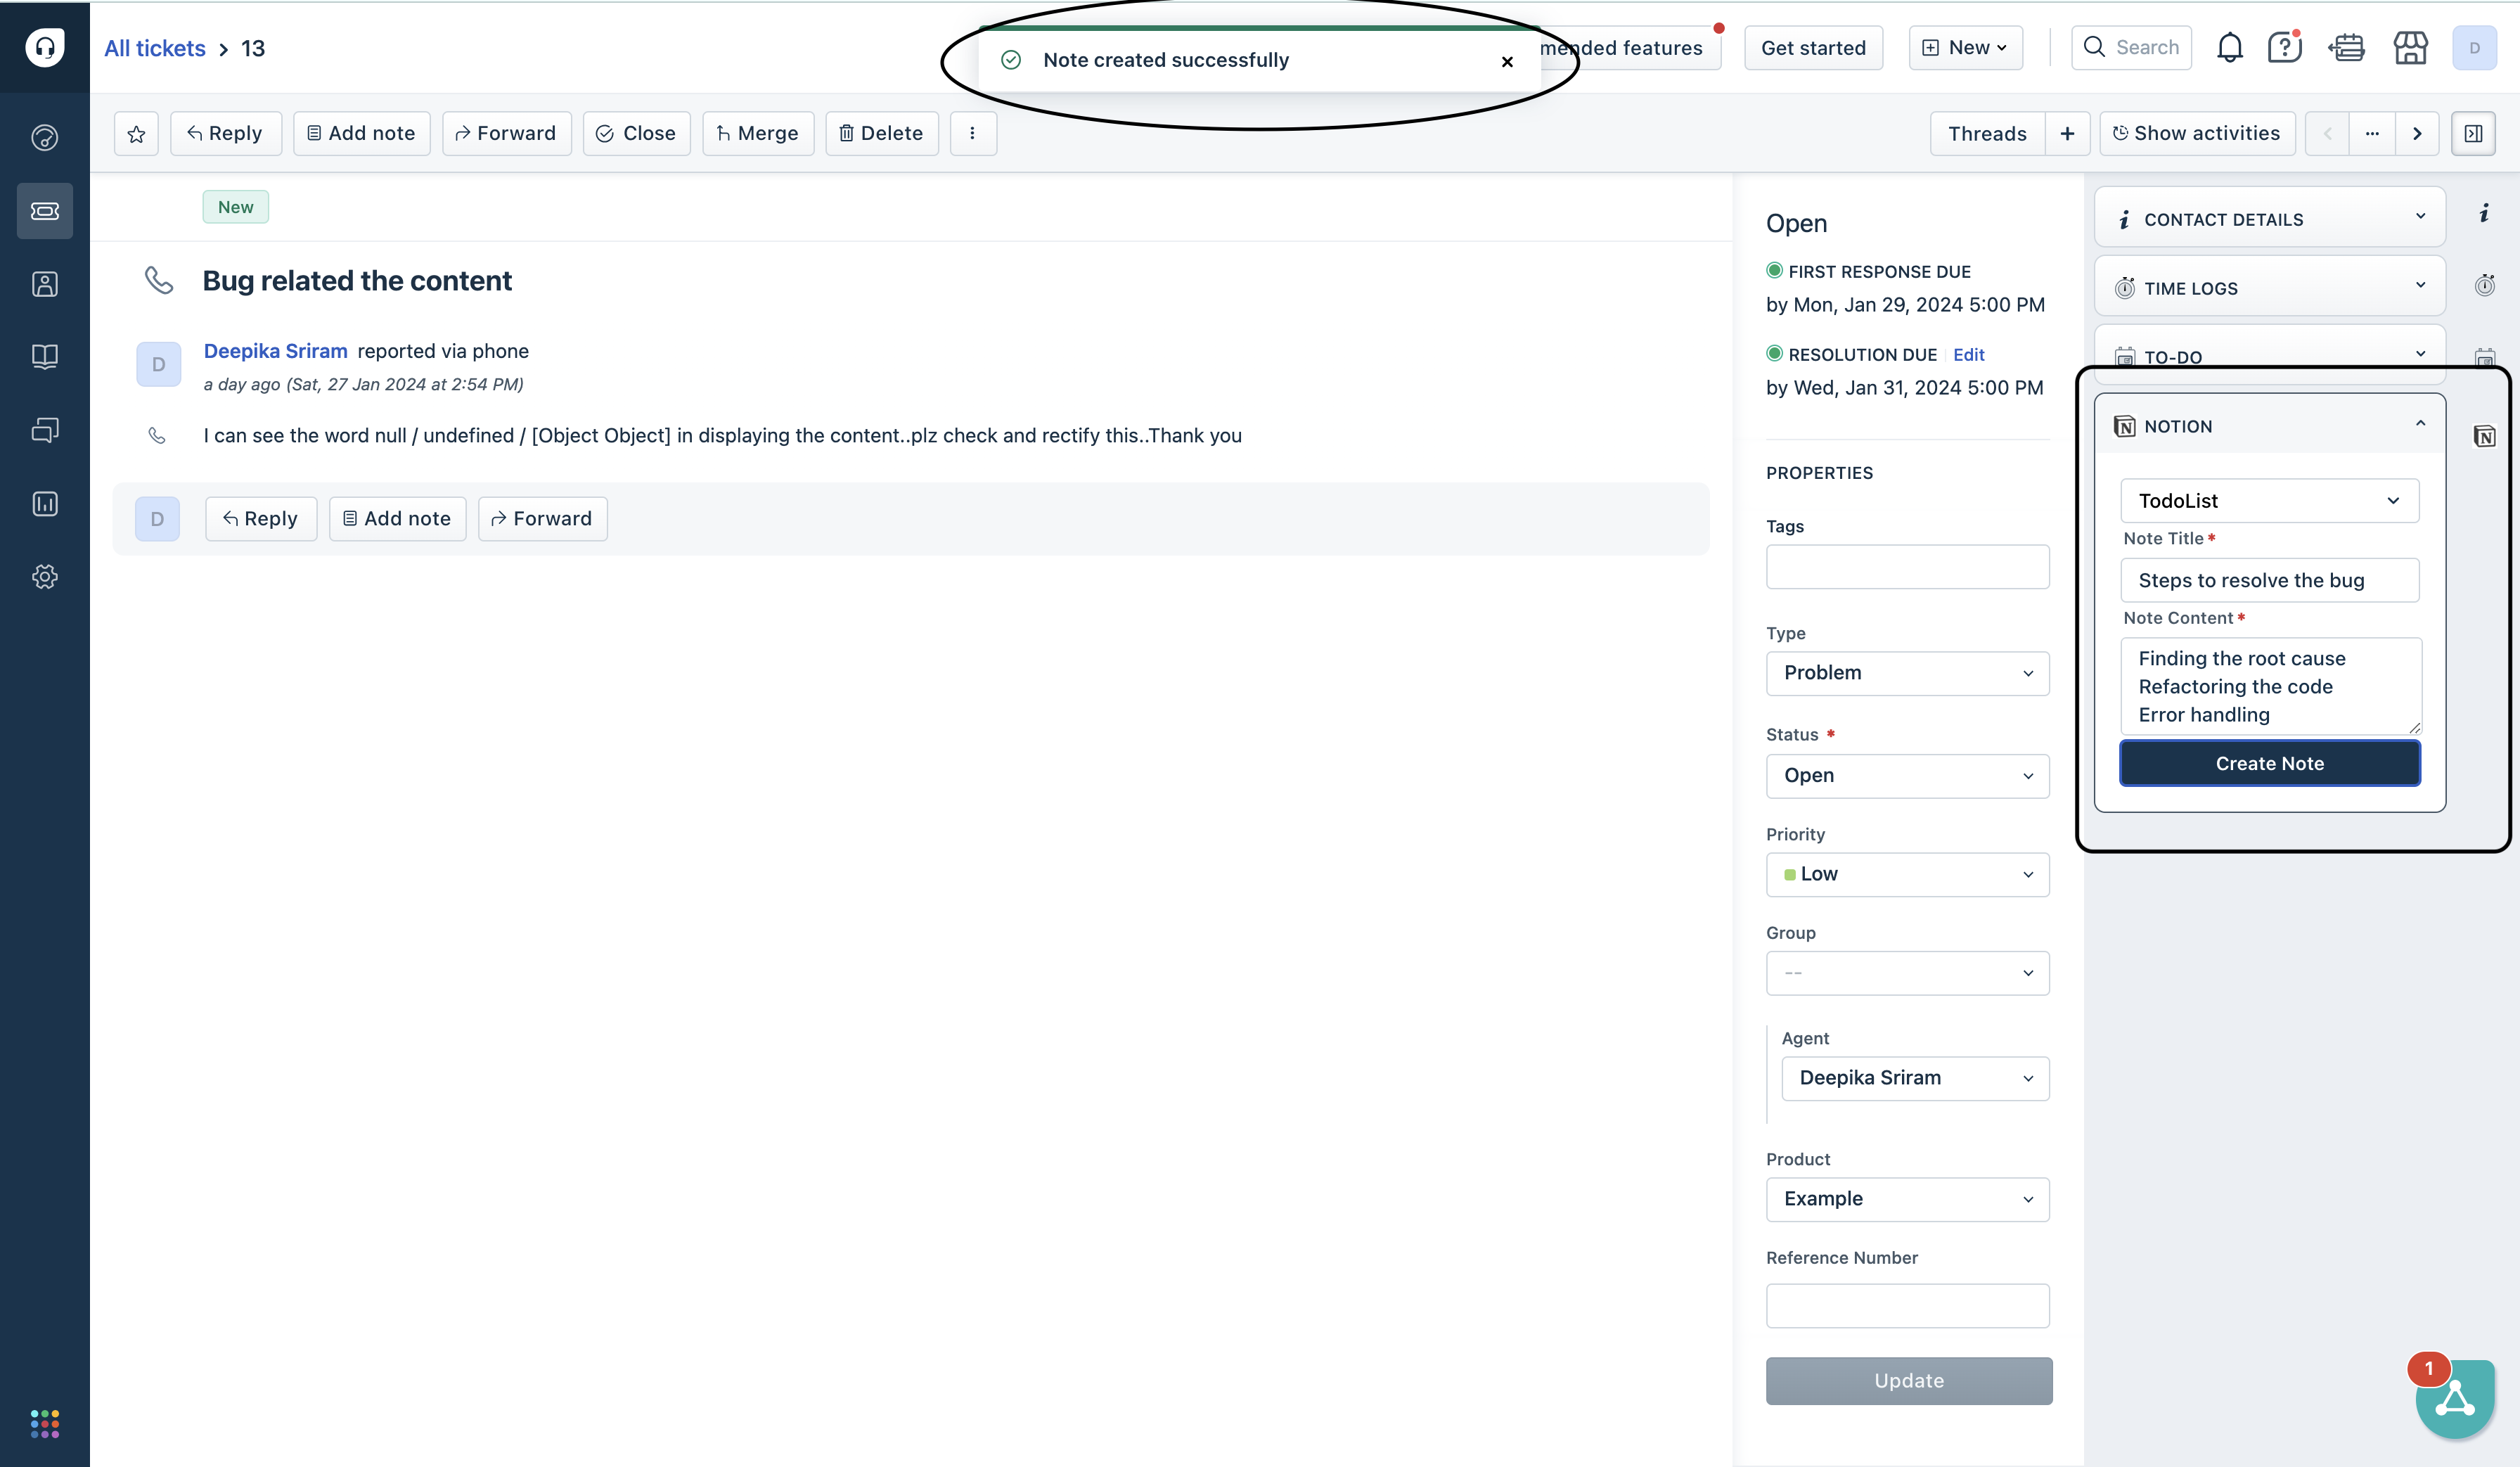 All tickets > 13
Note created successfully ×
mended features
Get started
New
Search
D
Reply
Add note
Forward
Close
Merge
Delete
Threads
+
Show activities
...
New
Bug related the content
D
Deepika Sriram reported via phone
a day ago (Sat, 27 Jan 2024 at 2:54 PM)
I can see the word null / undefined / [Object Object] in displaying the content..plz check and rectify this..Thank you
D
Reply
Add note
Forward
Open
FIRST RESPONSE DUE
by Mon, Jan 29, 2024 5:00 PM
RESOLUTION DUE Edit
by Wed, Jan 31, 2024 5:00 PM
PROPERTIES
Tags
Type
Problem
Status *
Open
Priority
Low
Group
--
Agent
Deepika Sriram
Product
Example
Reference Number
Update
CONTACT DETAILS
TIME LOGS
TO-DO
NOTION
TodoList
Note Title *
Steps to resolve the bug
Note Content *
Finding the root cause
Refactoring the code
Error handling
Create Note
1